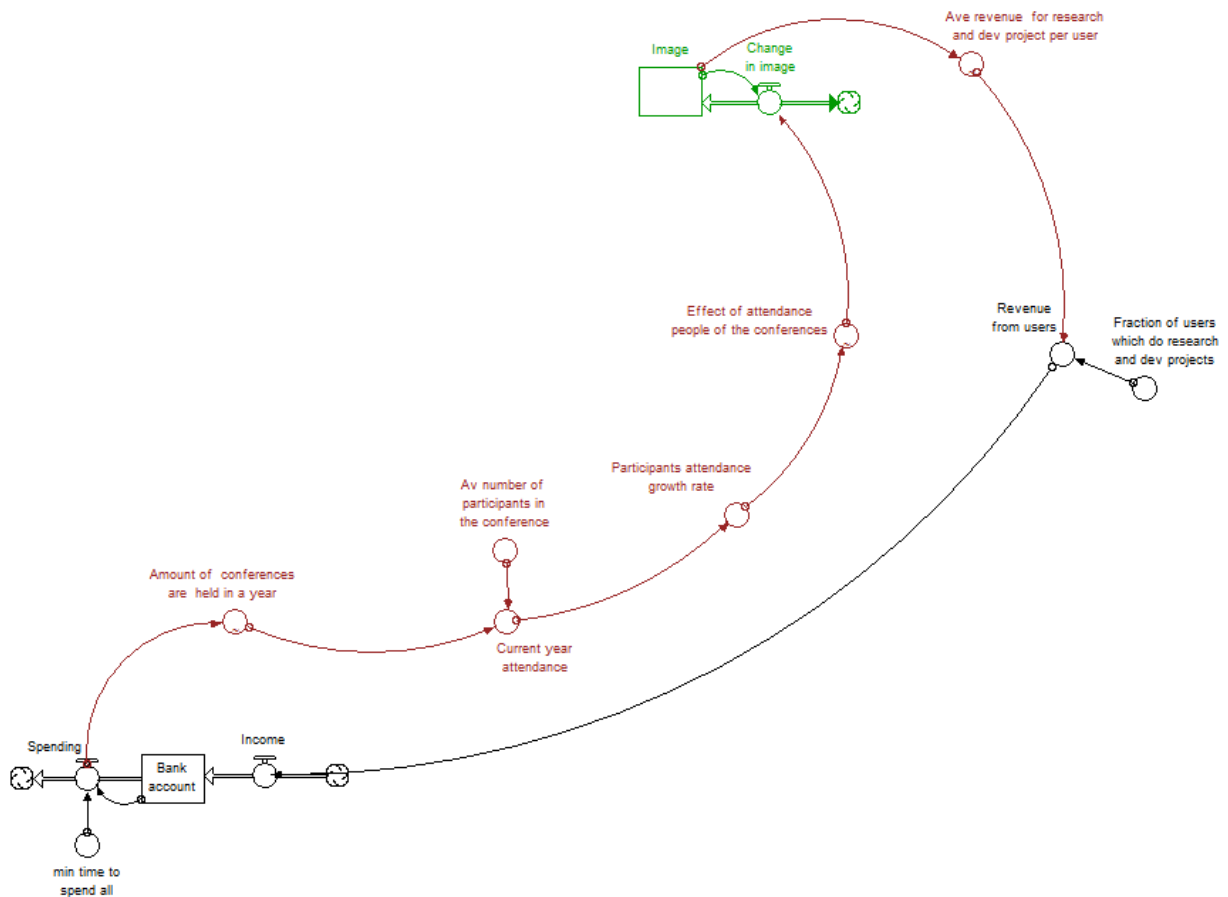 Ave revenue for research
and dev project per user
Image
Change
in image
Effect of attendance
people of the conferences
Revenue
from users
Fraction of users
which do research
and dev projects
Participants attendance
growth rate
Av number of
participants in
the conference
Amount of conferences
are held in a year
Current year
attendance
Spending
Bank
account
Income
min time to
spend all